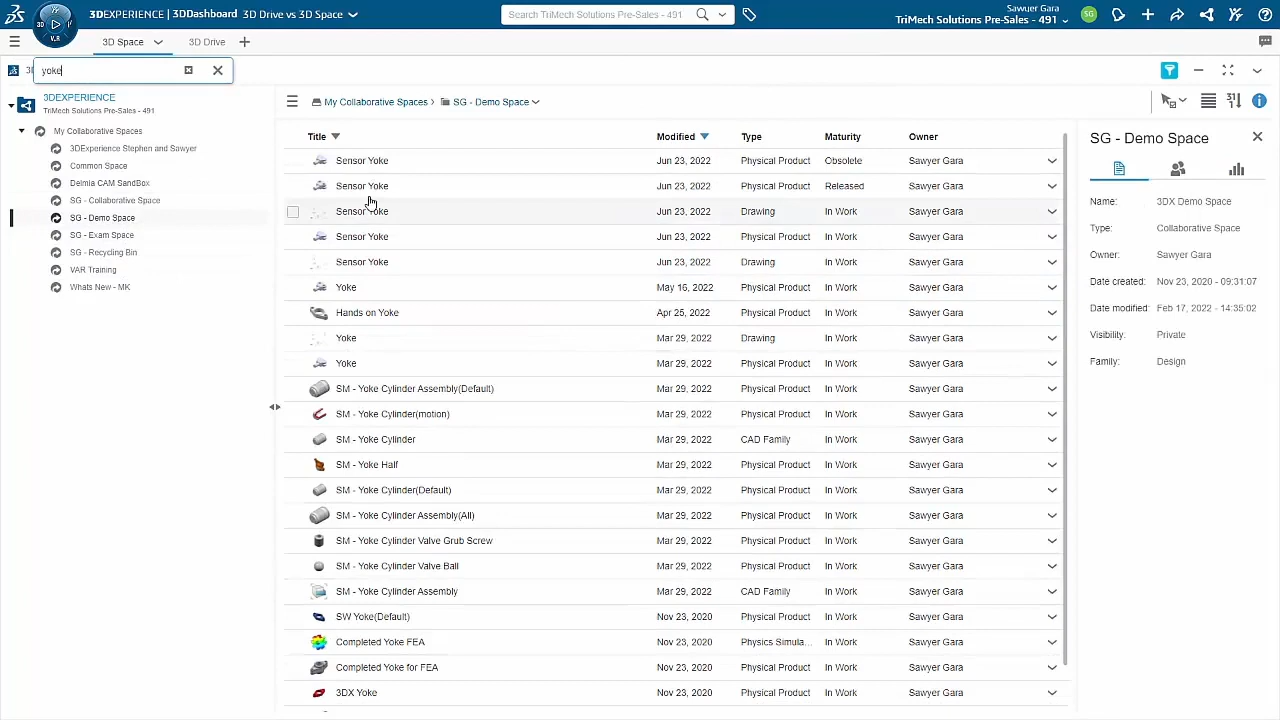 3DEXPERIENCE | 3DDashboard 3D Drive vs 3DSpace
Search TriMech Solutions Pre-Sales - 491
Sawyer Gara
TriMech Solutions Pre-Sales - 491
SG
3D
V.R
3D Space
3D Drive
yoke
3DEXPERIENCE
TriMech Solutions Pre-Sales - 491
My Collaborative Spaces
3DExperience Stephen and Sowyer
Common Space
Delmia CAM SandBox
SG - Collaborative Space
SG - Demo Space
SG - Exam Space
SG - Recycling Bin
VAR Training
Whats New - MK
My Collaborative Spaces
SG - Demo Space
Title Modified Type Maturity Owner
Sensor Yoke Jun 23, 2022 Physical Product Obsolete Sawyer Gara
Sensor Yoke Jun 23, 2022 Physical Product Released Sawyer Gara
Sensor Yoke Jun 23, 2022 Drawing In Work Sawyer Gara
Sensor Yoke Jun 23, 2022 Physical Product In Work Sawyer Gara
Sensor Yoke Jun 23, 2022 Drawing In Work Sawyer Gara
Yoke May 16, 2022 Physical Product In Work Sawyer Gara
Hands on Yoke Apr 25, 2022 Physical Product In Work Sawyer Gara
Yoke Mar 29, 2022 Drawing In Work Sawyer Gara
Yoke Mar 29, 2022 Physical Product In Work Sawyer Gara
SM - Yoke Cylinder Assembly(Default) Mar 29, 2022 Physical Product In Work Sawyer Gara
SM - Yoke Cylinder(motion) Mar 29, 2022 Physical Product In Work Sawyer Gara
SM - Yoke Cylinder Mar 29, 2022 CAD Family In Work Sawyer Gara
SM - Yoke Half Mar 29, 2022 Physical Product In Work Sawyer Gara
SM - Yoke Cylinder(Default) Mar 29, 2022 Physical Product In Work Sawyer Gara
SM - Yoke Cylinder Assembly(All) Mar 29, 2022 Physical Product In Work Sawyer Gara
SM - Yoke Cylinder Valve Grub Screw Mar 29, 2022 Physical Product In Work Sawyer Gara
SM - Yoke Cylinder Valve Ball Mar 29, 2022 Physical Product In Work Sawyer Gara
SM - Yoke Cylinder Assembly Mar 29, 2022 CAD Family In Work Sawyer Gara
SW Yoke(Default) Nov 23, 2020 Physical Product In Work Sawyer Gara
Completed Yoke FEA Nov 23, 2020 Physics Simula... In Work Sawyer Gara
Completed Yoke for FEA Nov 23, 2020 Physical Product In Work Sawyer Gara
3DX Yoke Nov 23, 2020 Physical Product In Work Sawyer Gara
SG - Demo Space
Name: 3DX Demo Space
Type: Collaborative Space
Owner: Sawyer Gara
Date created: Nov 23, 2020 - 09:31:07
Date modified: Feb 17, 2022 - 14:35:02
Visibility: Private
Family: Design